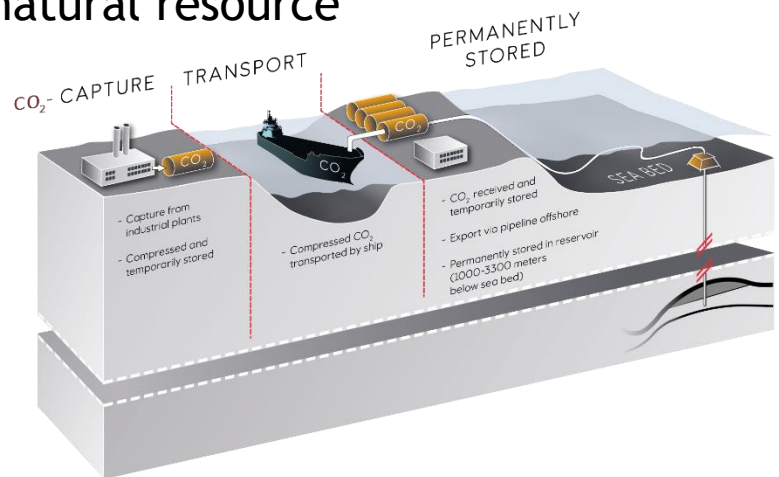 natural resource
CO₂- CAPTURE
TRANSPORT
PERMANENTLY
STORED
CO₂
CO₂
CO₂
SEA BED
- Capture from
industrial plants
- Compressed and
temporarily stored
- Compressed CO₂
transported by ship
- CO₂ received and
temporarily stored
- Export via pipeline offshore
- Permanently stored in reservoir
(1000-3300 meters
below sea bed)